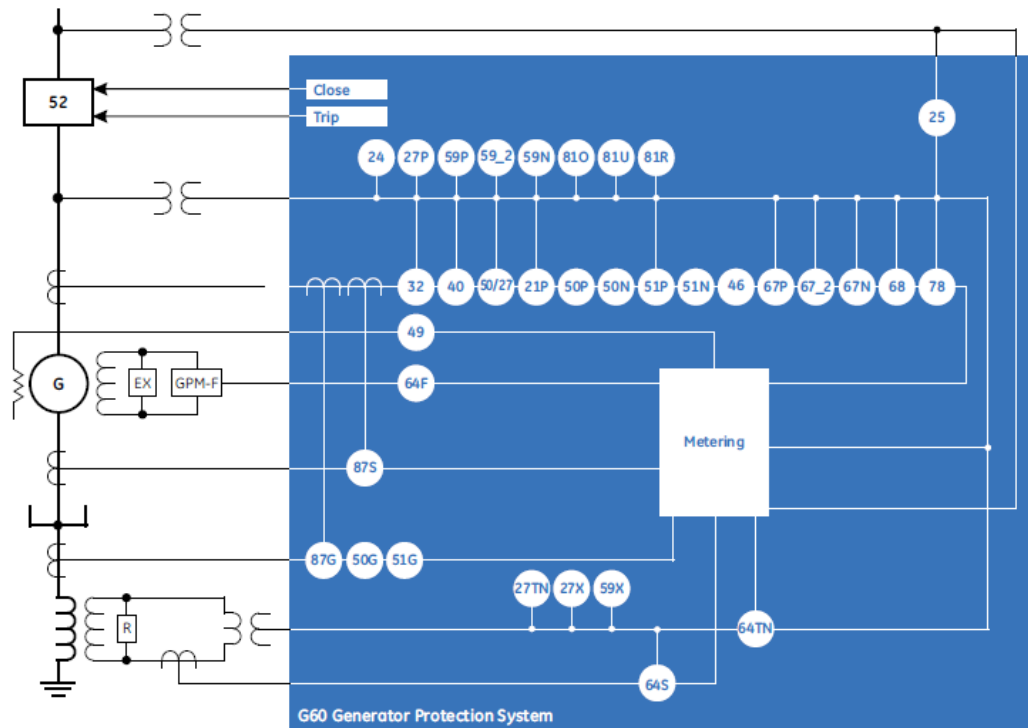 52
Close
Trip
25
24 27P 59P 59_2 59N 81O 81U 81R
32 40 50/27 21P 50P 50N 51P 51N 46 67P 67_2 67N 68 78
49
G EX GPM-F 64F
Metering
87S
87G 50G 51G
27TN 27X 59X
R 64TN
64S
G60 Generator Protection System